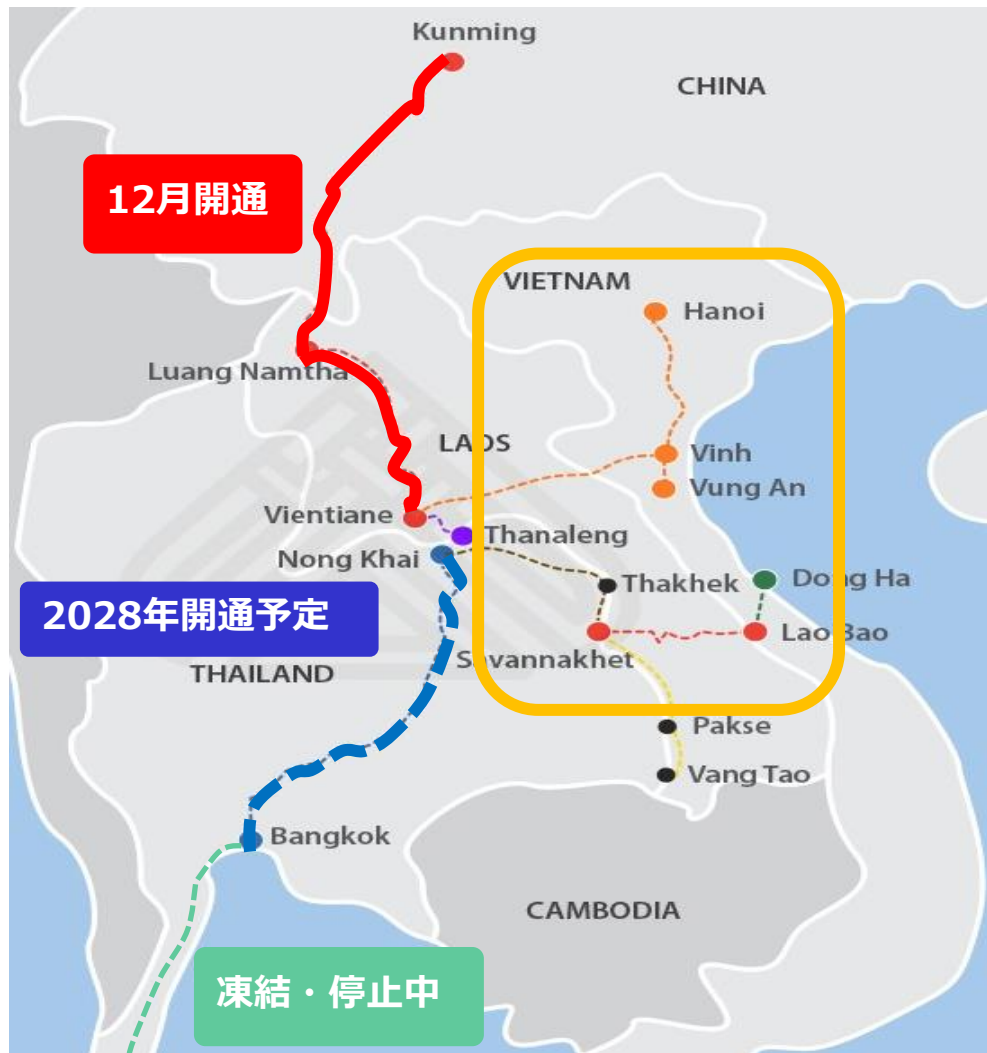 Kunming
CHINA
12月開通
VIETNAM
Hanoi
Luang Namtha
LAOS
Vinh
Vung An
Vientiane
Thanaleng
Nong Khai
Thakhek
Dong Ha
2028年開通予定
Lao Bao
Savannakhet
THAILAND
Pakse
Vang Tao
Bangkok
CAMBODIA
凍結・停止中